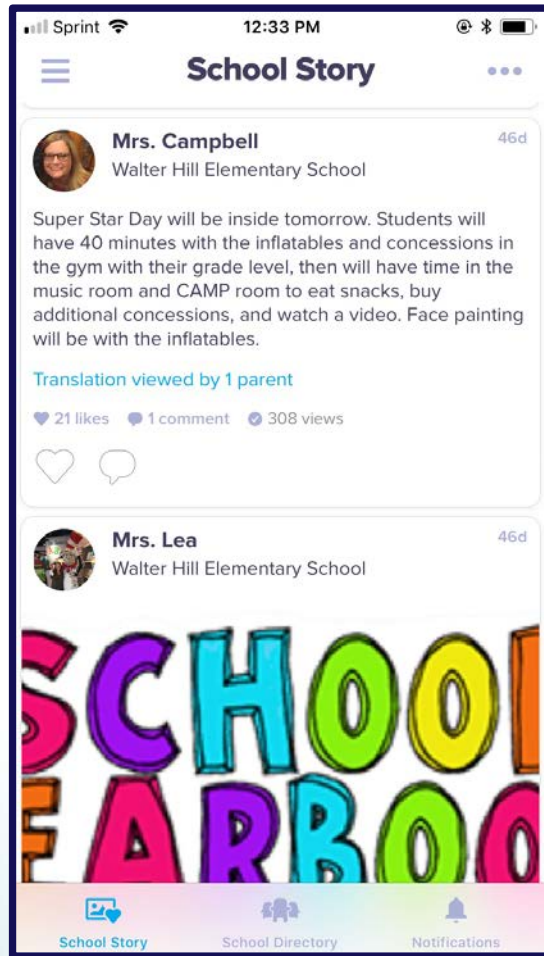 Sprint 12:33 PM
School Story
Mrs. Campbell 46d
Walter Hill Elementary School
Super Star Day will be inside tomorrow. Students will
have 40 minutes with the inflatables and concessions in
the gym with their grade level, then will have time in the
music room and CAMP room to eat snacks, buy
additional concessions, and watch a video. Face painting
will be with the inflatables.
Translation viewed by 1 parent
21 likes 1 comment 308 views
Mrs. Lea 46d
Walter Hill Elementary School
SCHOOL
EARBOO
School Story School Directory Notifications